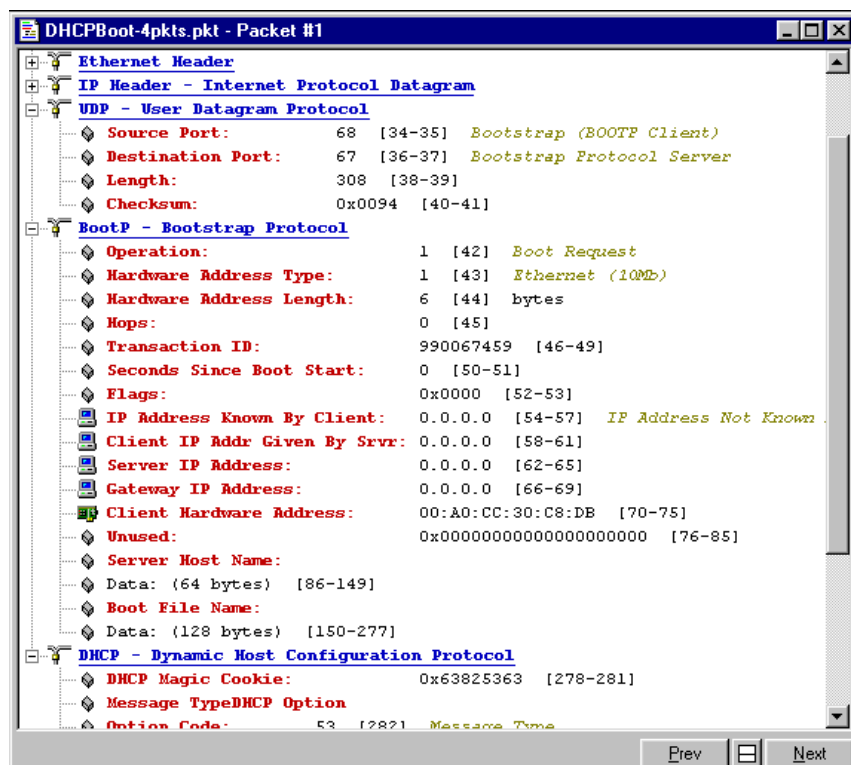 DHCPBoot-4pkts.pkt - Packet #1
Ethernet Header
IP Header - Internet Protocol Datagram
UDP - User Datagram Protocol
Source Port: 68 [34-35] Bootstrap (BOOTP Client)
Destination Port: 67 [36-37] Bootstrap Protocol Server
Length: 308 [38-39]
Checksum: 0x0094 [40-41]
BootP - Bootstrap Protocol
Operation: 1 [42] Boot Request
Hardware Address Type: 1 [43] Ethernet (10Mb)
Hardware Address Length: 6 [44] bytes
Hops: 0 [45]
Transaction ID: 990067459 [46-49]
Seconds Since Boot Start: 0 [50-51]
Flags: 0x0000 [52-53]
IP Address Known By Client: 0.0.0.0 [54-57] IP Address Not Known
Client IP Addr Given By Srvr: 0.0.0.0 [58-61]
Server IP Address: 0.0.0.0 [62-65]
Gateway IP Address: 0.0.0.0 [66-69]
Client Hardware Address: 00:A0:CC:30:C8:DB [70-75]
Unused: 0x00000000000000000000 [76-85]
Server Host Name:
Data: (64 bytes) [86-149]
Boot File Name:
Data: (128 bytes) [150-277]
DHCP - Dynamic Host Configuration Protocol
DHCP Magic Cookie: 0x63825363 [278-281]
Message TypeDHCP Option
Option Code: 53 [282] Message Type
Prev Next